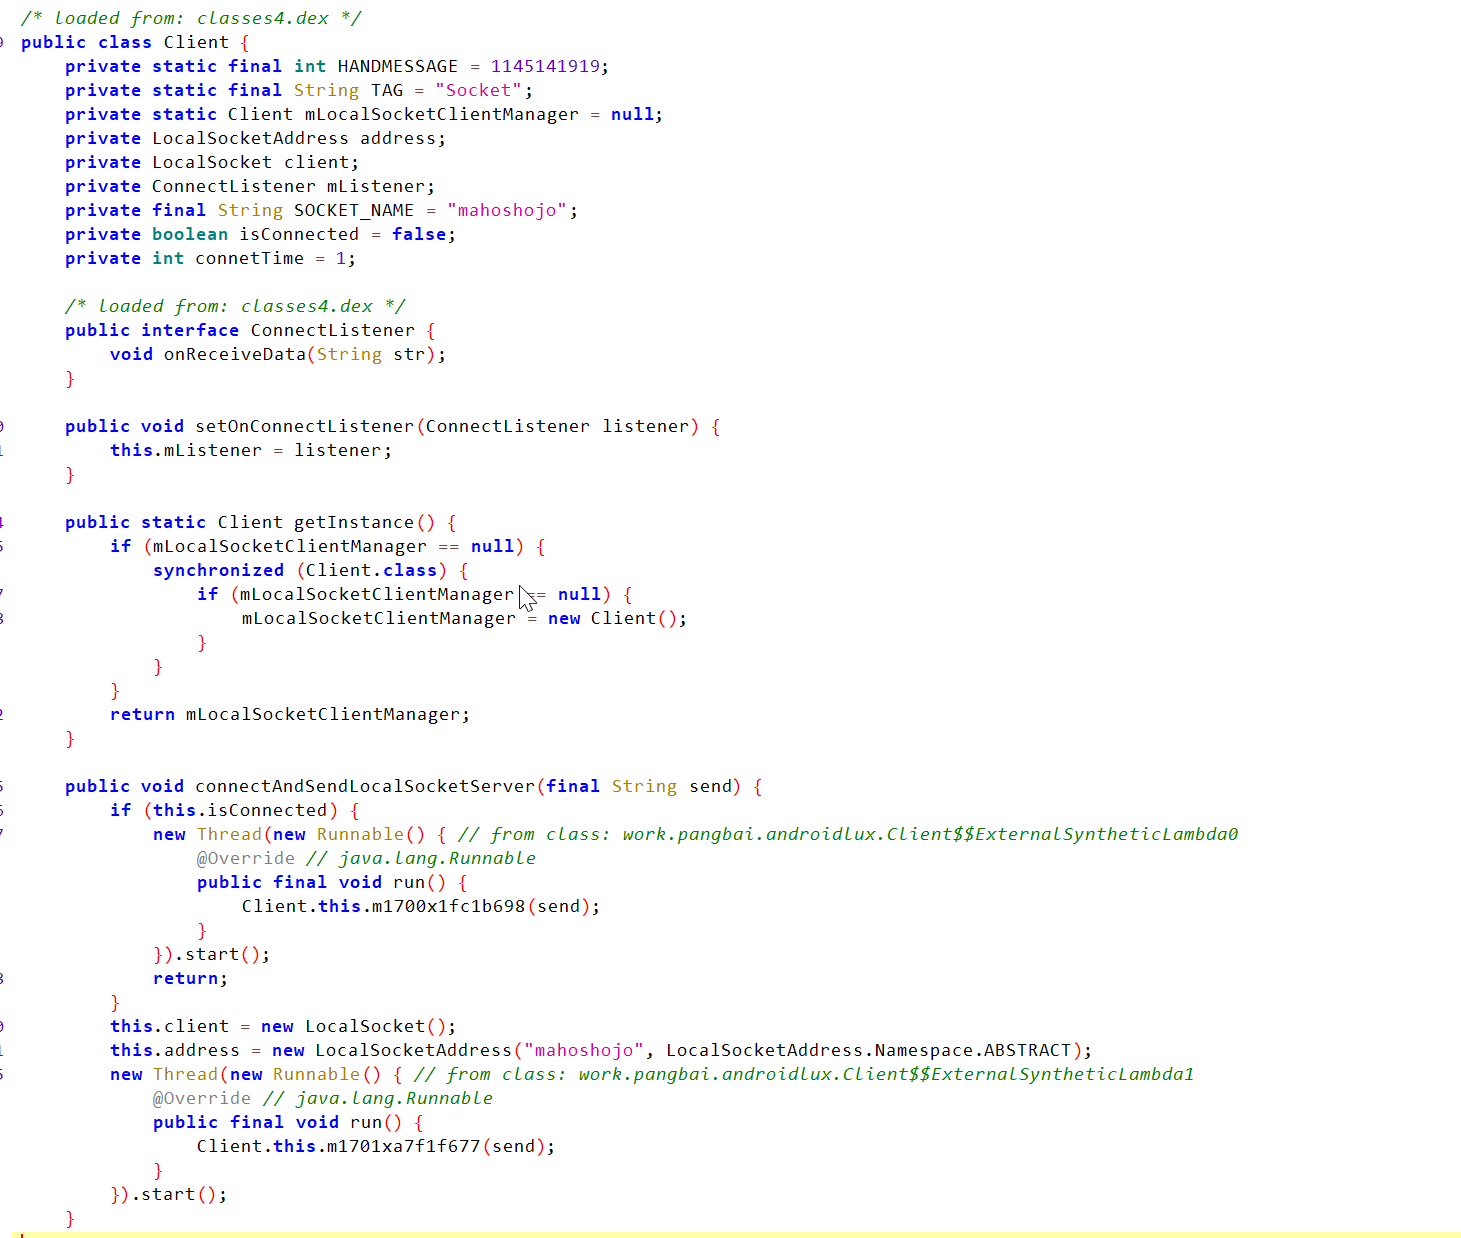 /* loaded from: classes4.dex */
public class Client {
    private static final int HANDMESSAGE = 1145141919;
    private static final String TAG = "Socket";
    private static Client mLocalSocketClientManager = null;
    private LocalSocketAddress address;
    private LocalSocket client;
    private ConnectListener mListener;
    private final String SOCKET_NAME = "mahoshojo";
    private boolean isConnected = false;
    private int connetTime = 1;
    /* loaded from: classes4.dex */
    public interface ConnectListener {
        void onReceiveData(String str);
    }
    public void setOnConnectListener(ConnectListener listener) {
        this.mListener = listener;
    }
    public static Client getInstance() {
        if (mLocalSocketClientManager == null) {
            synchronized (Client.class) {
                if (mLocalSocketClientManager == null) {
                    mLocalSocketClientManager = new Client();
                }
            }
        }
        return mLocalSocketClientManager;
    }
    public void connectAndSendLocalSocketServer(final String send) {
        if (this.isConnected) {
            new Thread(new Runnable() { // from class: work.pangbai.androidlux.Client$$ExternalSyntheticLambda0
                @Override // java.lang.Runnable
                public final void run() {
                    Client.this.m1700x1fc1b698(send);
                }
            }).start();
            return;
        }
        this.client = new LocalSocket();
        this.address = new LocalSocketAddress("mahoshojo", LocalSocketAddress.Namespace.ABSTRACT);
        new Thread(new Runnable() { // from class: work.pangbai.androidlux.Client$$ExternalSyntheticLambda1
            @Override // java.lang.Runnable
            public final void run() {
                Client.this.m1701xa7f1f677(send);
            }
        }).start();
    }